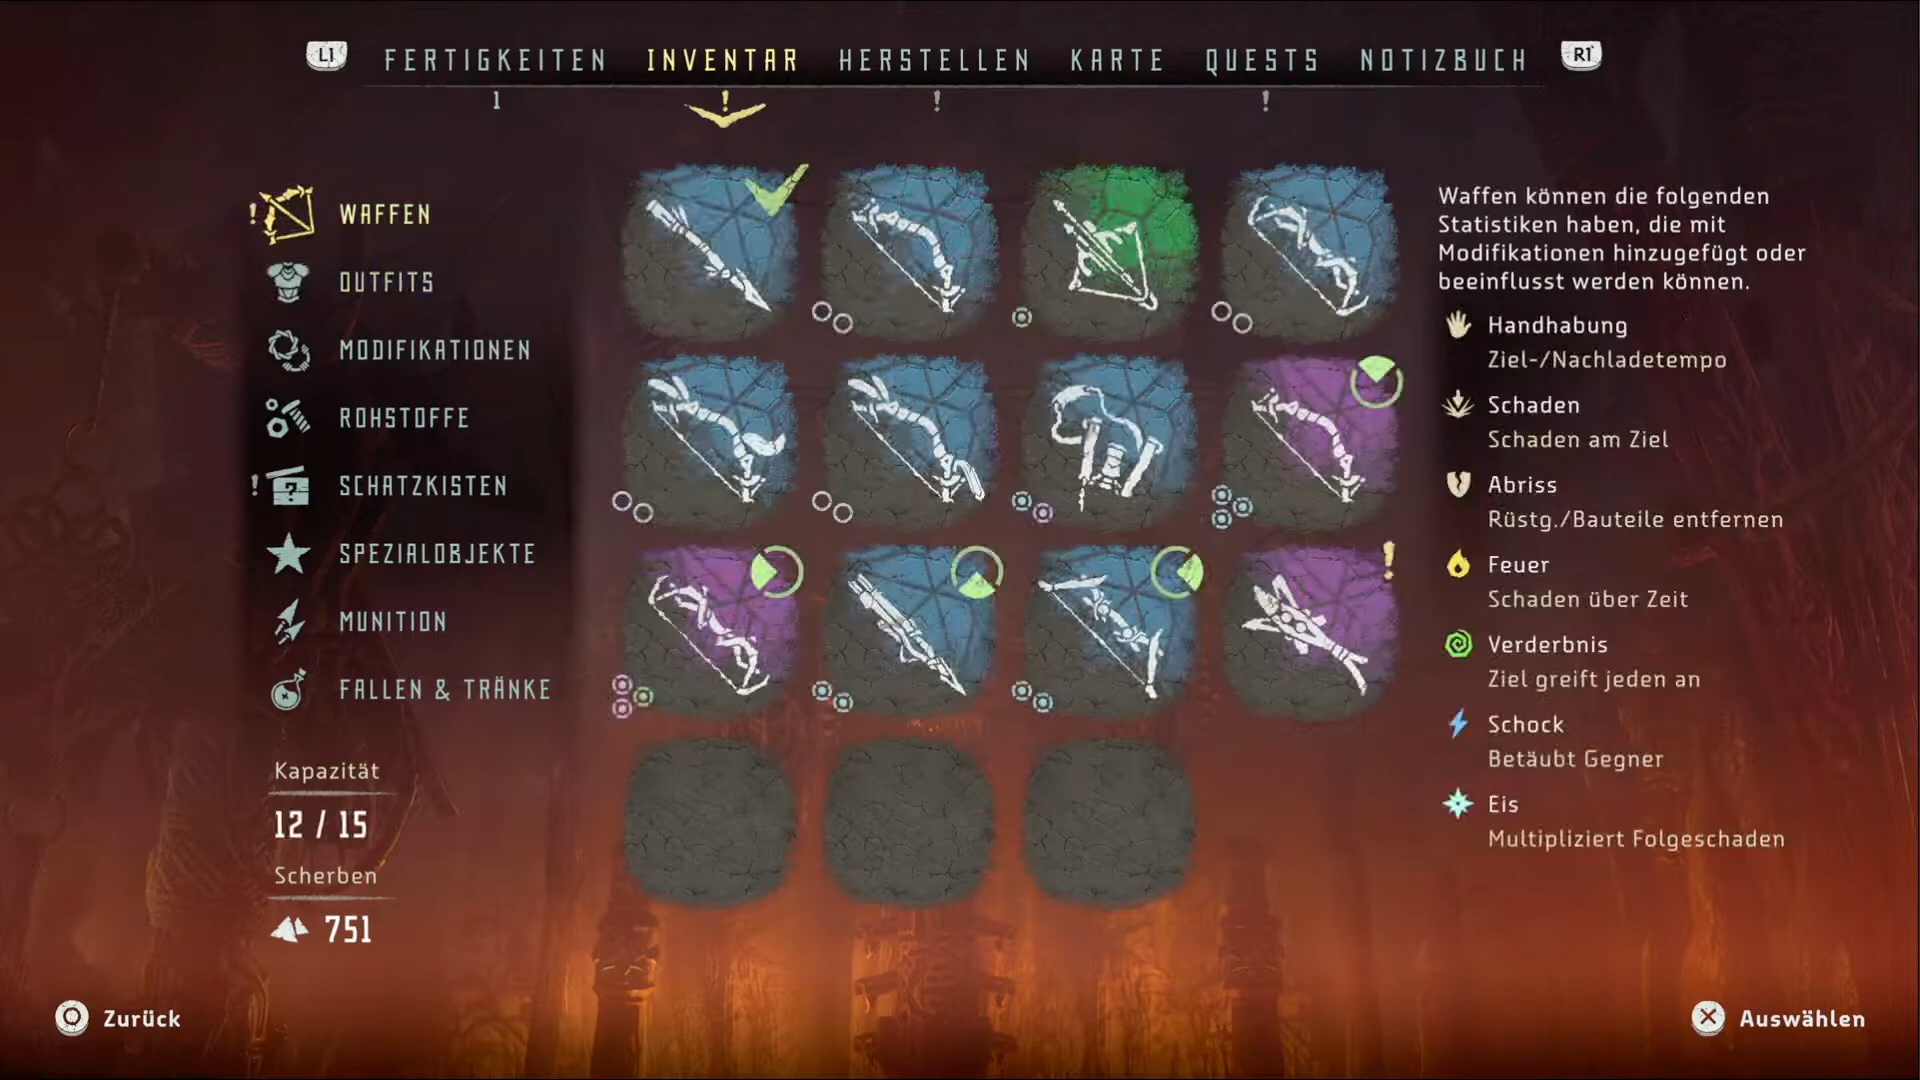 L1 FERTIGKEITEN INVENTAR HERSTELLEN KARTE QUESTS NOTIZBUCH R1
1 ! ! !
! WAFFEN
OUTFITS
MODIFIKATIONEN
ROHSTOFFE
! SCHATZKISTEN
SPEZIALOBJEKTE
MUNITION
FALLEN & TRÄNKE
Kapazität
12 / 15
Scherben
751
!
Waffen können die folgenden
Statistiken haben, die mit
Modifikationen hinzugefügt oder
beeinflusst werden können.
Handhabung
Ziel-/Nachladetempo
Schaden
Schaden am Ziel
Abriss
Rüstg./Bauteile entfernen
Feuer
Schaden über Zeit
Verderbnis
Ziel greift jeden an
Schock
Betäubt Gegner
Eis
Multipliziert Folgeschaden
Zurück
Auswählen